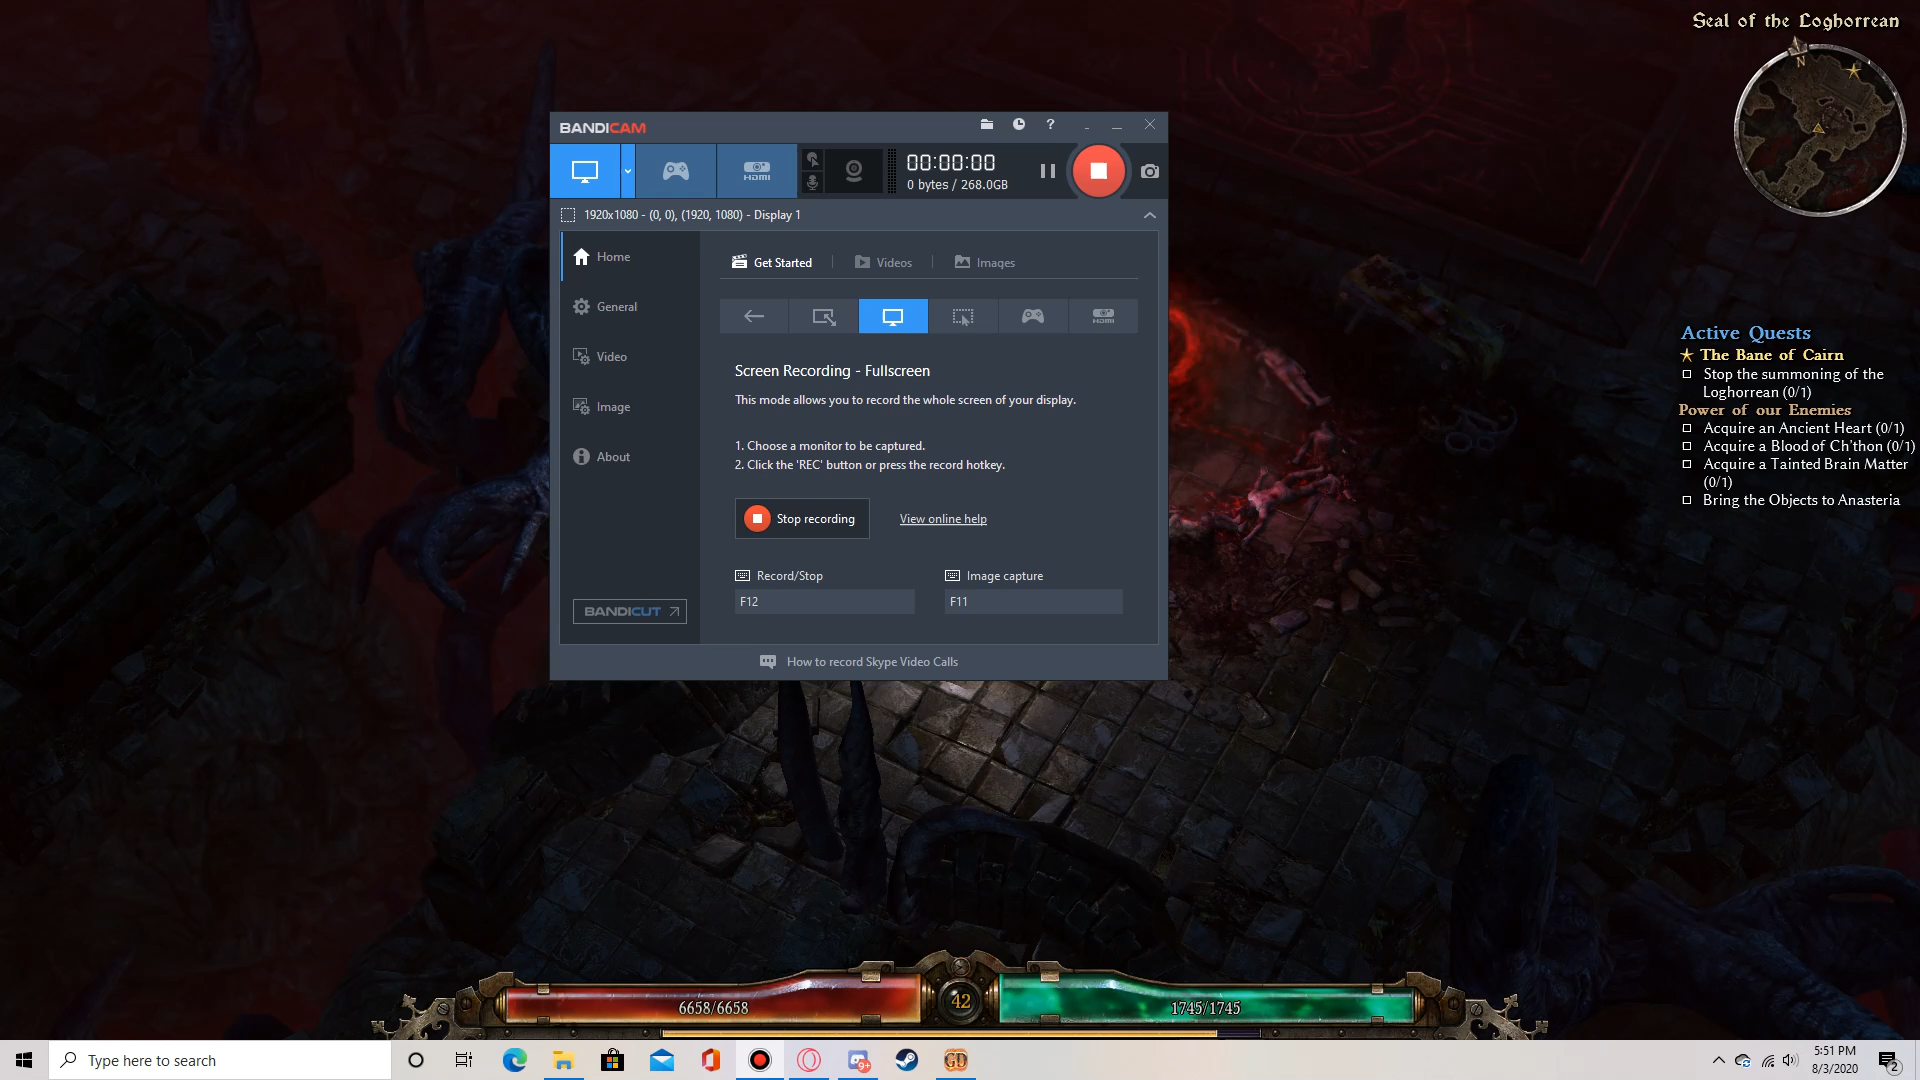 Seal of the Loghorrean
N
BANDICAM
?
HDMI
00:00:00
0 bytes / 268.0GB
1920x1080 - (0, 0), (1920, 1080) - Display 1
Home
General
Video
Image
About
BANDICUT
Get Started
Videos
Images
HDMI
Screen Recording - Fullscreen
This mode allows you to record the whole screen of your display.
1. Choose a monitor to be captured.
2. Click the 'REC' button or press the record hotkey.
Stop recording
View online help
Record/Stop
Image capture
F12
F11
How to record Skype Video Calls
Active Quests
The Bane of Cairn
Stop the summoning of the
Loghorrean (0/1)
Power of our Enemies
Acquire an Ancient Heart (0/1)
Acquire a Blood of Ch'thon (0/1)
Acquire a Tainted Brain Matter
(0/1)
Bring the Objects to Anasteria
6658/6658
42
1745/1745
Type here to search
9+
GD
5:51 PM
8/3/2020
2